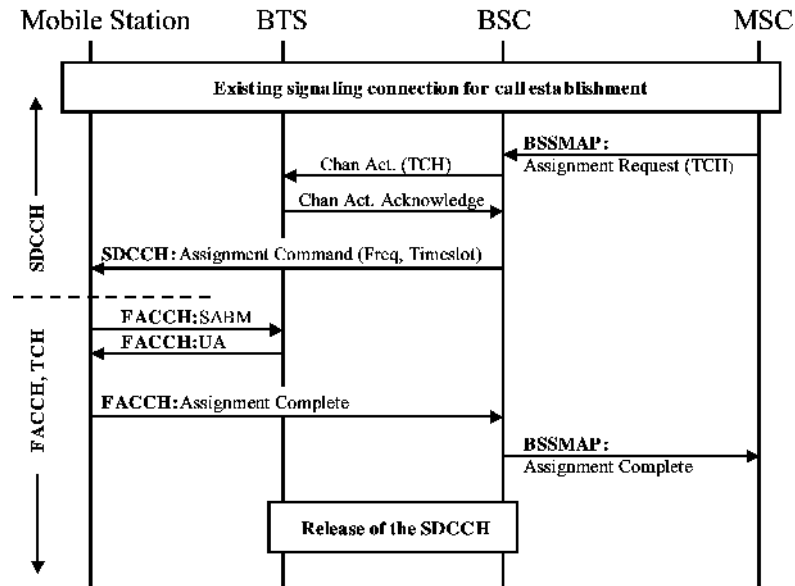 Mobile Station BTS BSC MSC
Existing signaling connection for call establishment
BSSMAP:
Assignment Request (TCH)
Chan Act. (TCH)
Chan Act. Acknowledge
SDCCH: Assignment Command (Freq, Timeslot)
SDCCH
FACCH:SABM
FACCH:UA
FACCH, TCH
FACCH:Assignment Complete
BSSMAP:
Assignment Complete
Release of the SDCCH